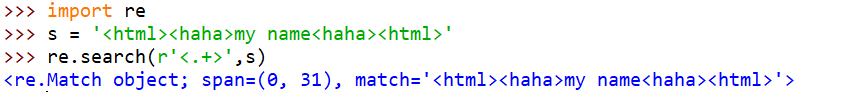 >>> import re
>>> s = '<html><haha>my name<haha><html>'
>>> re.search(r'<.+>',s)
<re.Match object; span=(0, 31), match='<html><haha>my name<haha><html>'>